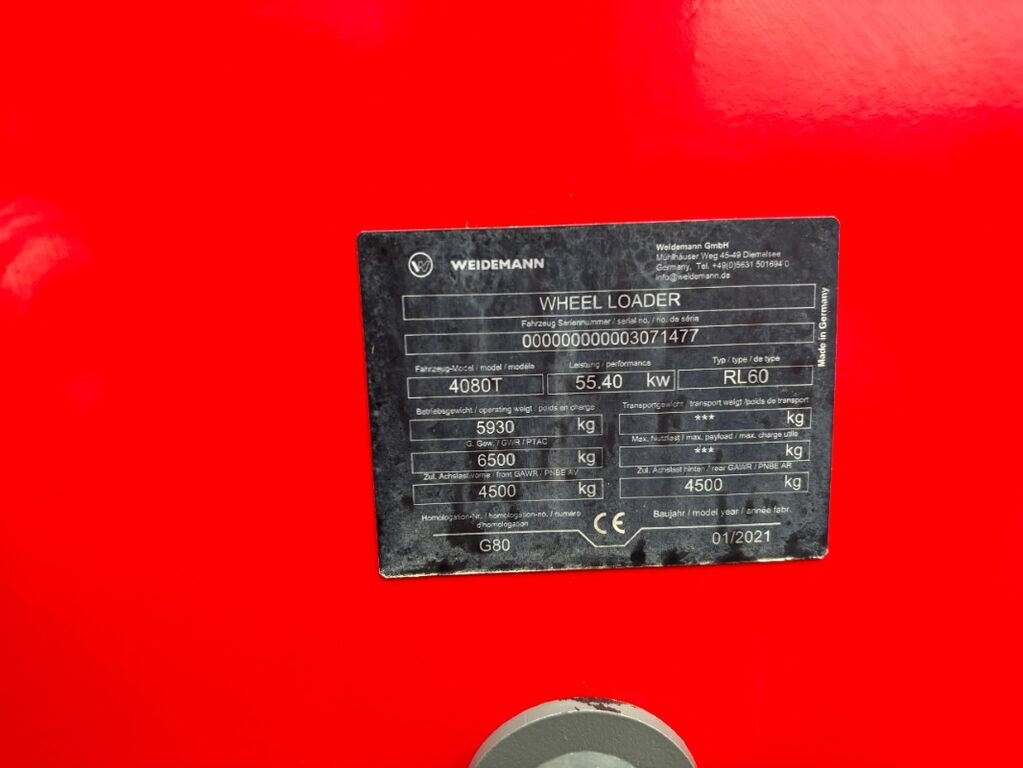 W WEIDEMANN
Weidemann GmbH
Mühlhäuser Weg 45-49 Diemelsee
Germany, Tel. +49(0)5631 501694 0
info@weidemann.de
WHEEL LOADER
Fahrzeug Seriennummer / serial no. / no. de série
000000000003071477
Fahrzeug-Model / model / modéle
Leistung / performance
Typ / type / de type
4080T
55.40 kw
RL60
Betriebsgewicht / operating weigt / poids en charge
Transportgewicht / transport weigt / poids de transport
5930 kg
*** kg
G. Gew. / GWR / PTAC
Max. Nutzlast / max. payload / max. charge utile
6500 kg
*** kg
Zul. Achslast vorne / front GAWR / PNBE AV
Zul. Achslast hinten / rear GAWR / PNBE AR
4500 kg
4500 kg
Homologation-Nr. / homologation-no. / numéro
d'homologation
G80
CE
Baujahr / model year / année fabr.
01/2021
Made in Germany